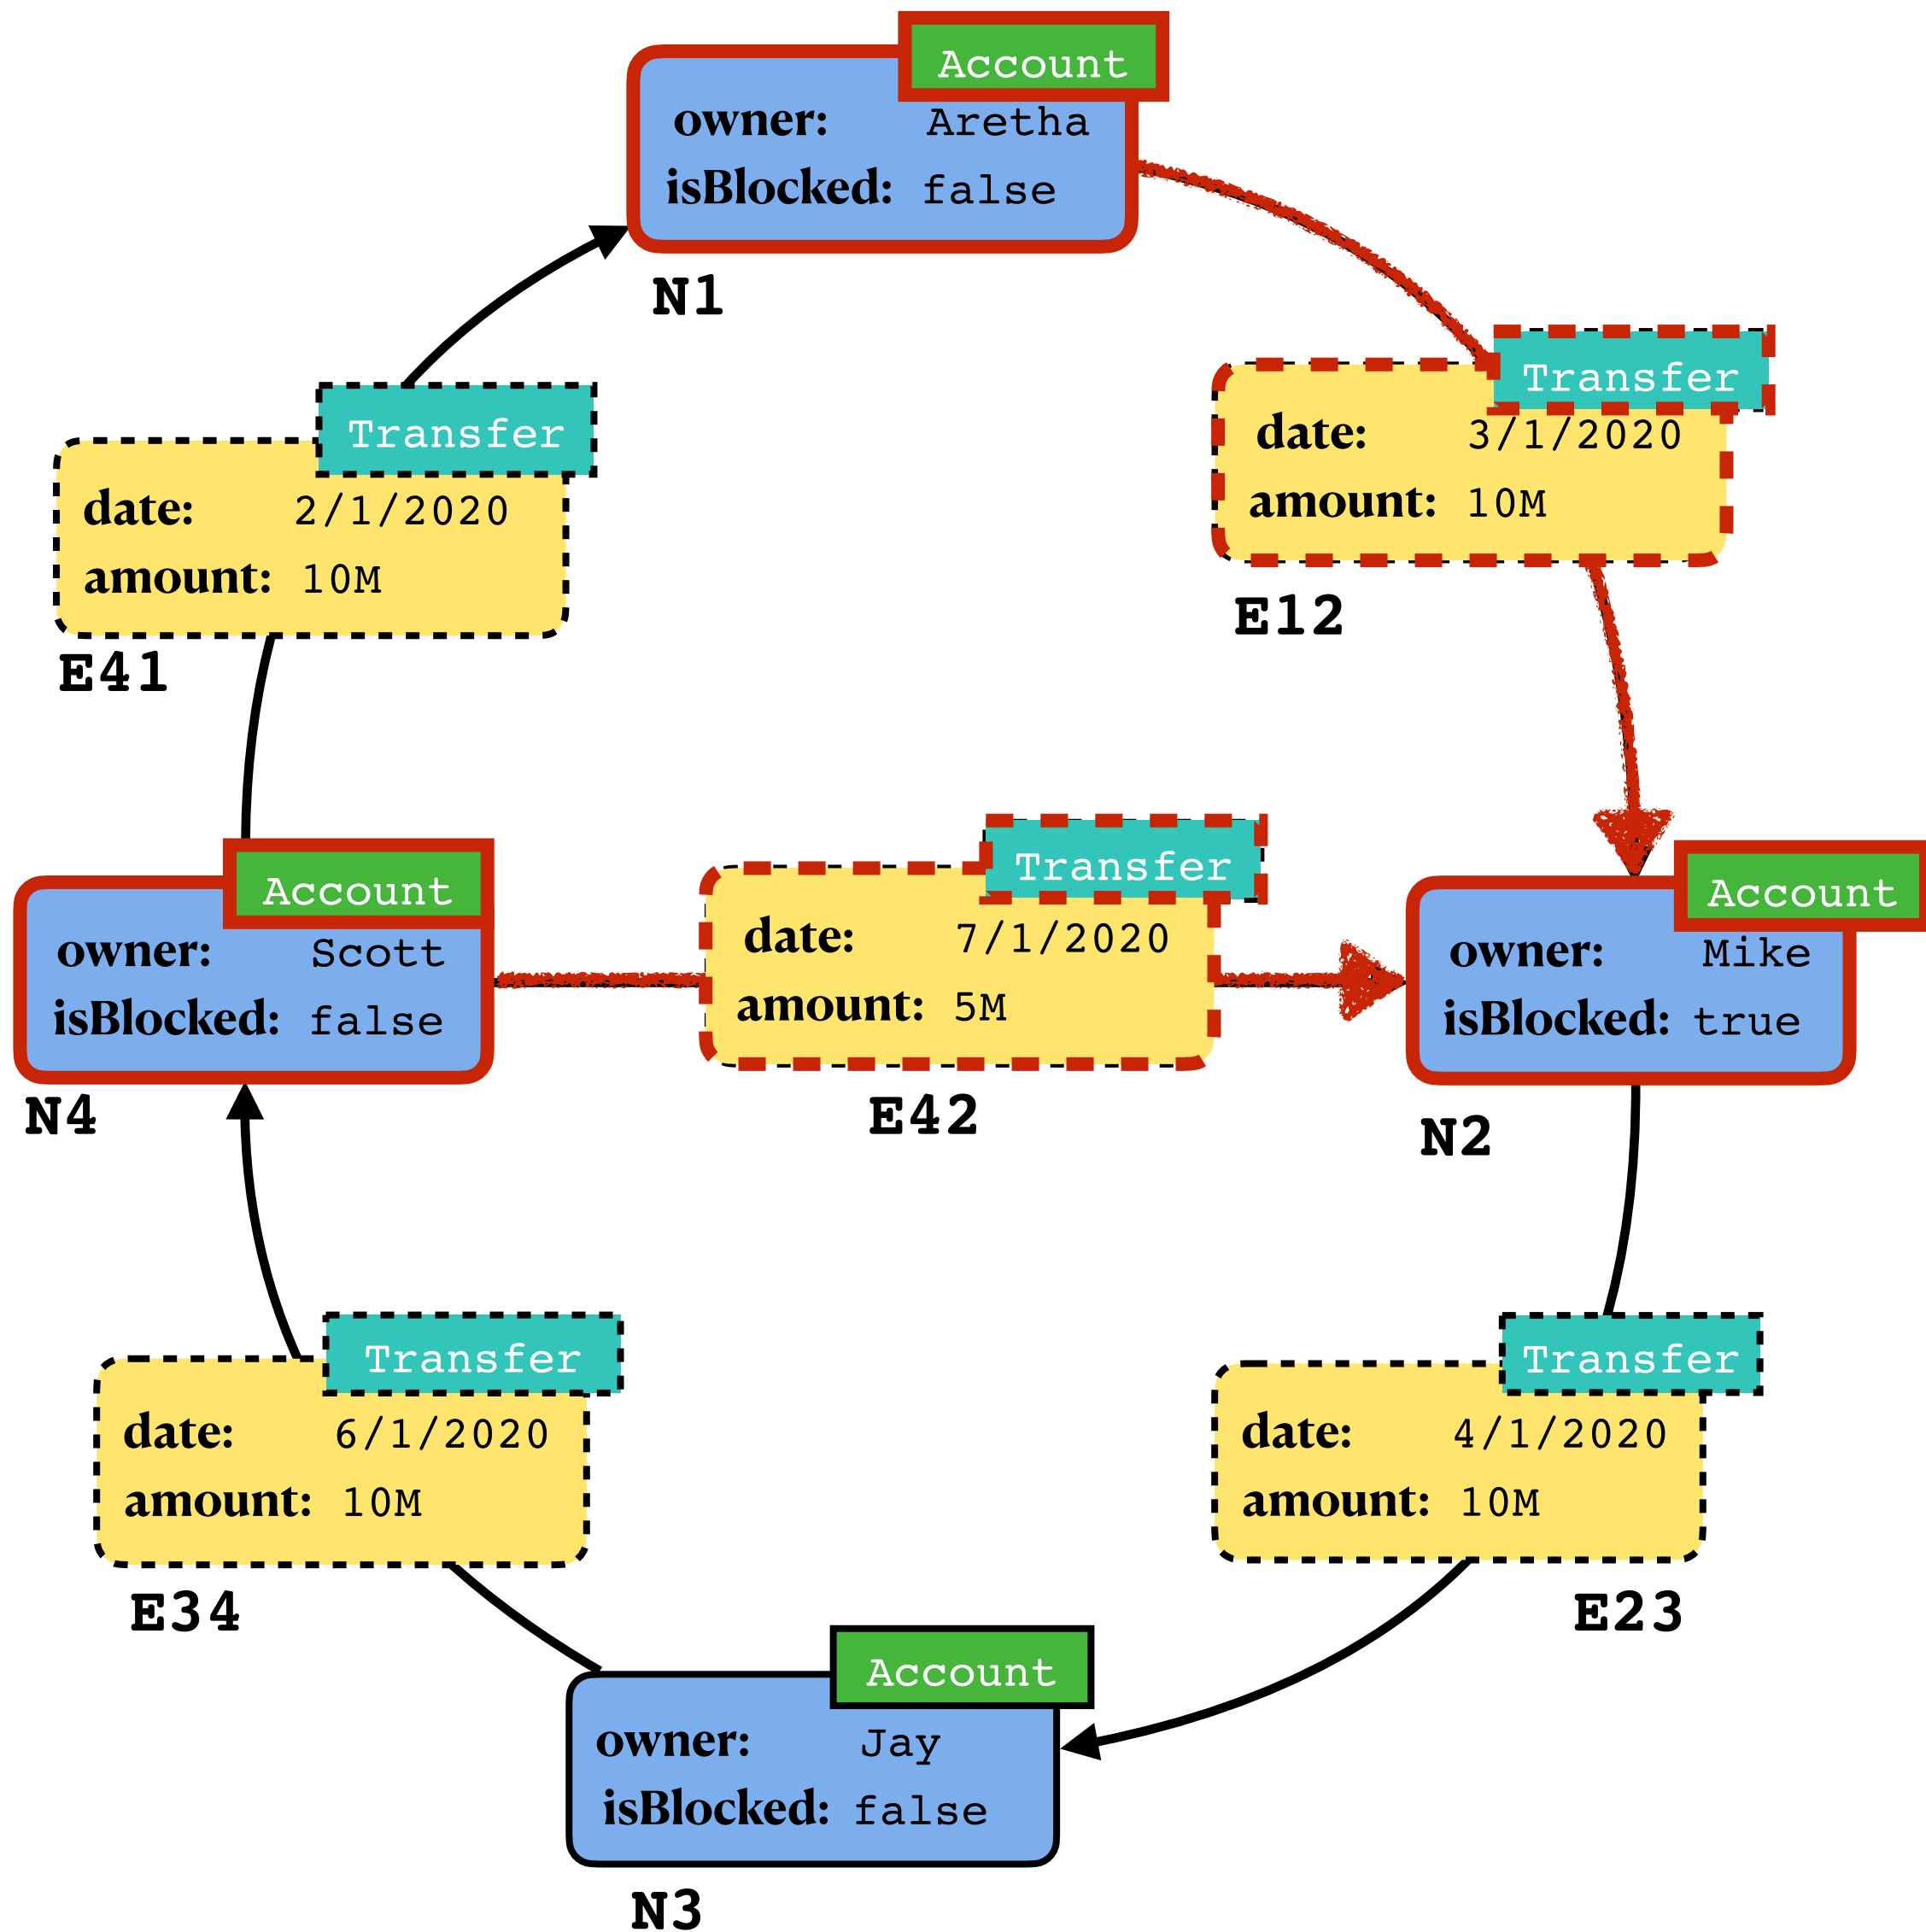 Account
owner: Aretha
isBlocked: false
N1
Transfer
date: 3/1/2020
amount: 10M
E12
Transfer
date: 2/1/2020
amount: 10M
E41
Account
owner: Scott
isBlocked: false
N4
Transfer
date: 7/1/2020
amount: 5M
E42
Account
owner: Mike
isBlocked: true
N2
Transfer
date: 6/1/2020
amount: 10M
E34
Transfer
date: 4/1/2020
amount: 10M
E23
Account
owner: Jay
isBlocked: false
N3